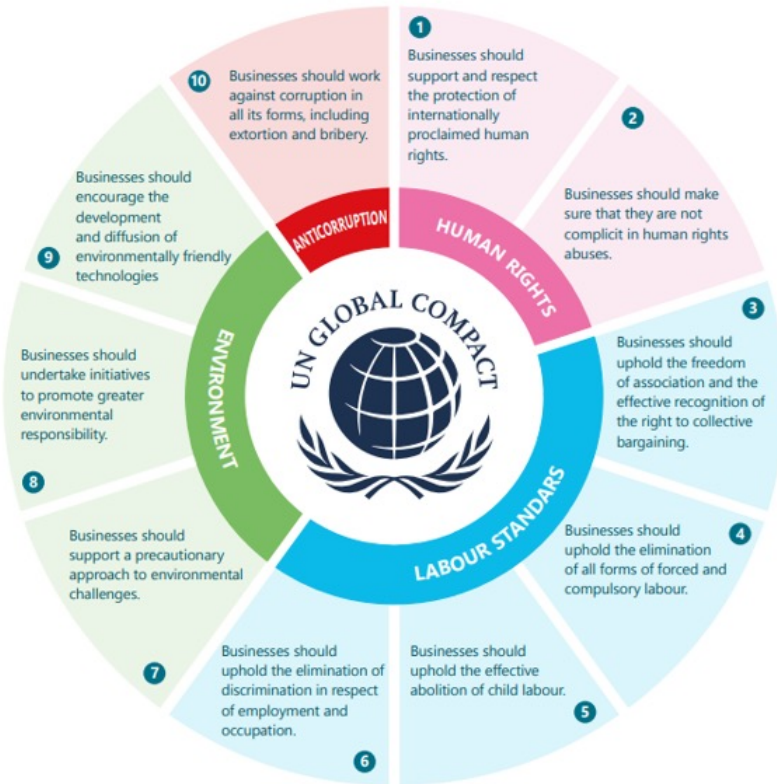 1
Businesses should
support and respect
the protection of
internationally
proclaimed human
rights.
2
Businesses should make
sure that they are not
complicit in human rights
abuses.
3
Businesses should
uphold the freedom
of association and the
effective recognition of
the right to collective
bargaining.
4
Businesses should
uphold the elimination
of all forms of forced and
compulsory labour.
5
Businesses should
uphold the effective
abolition of child labour.
6
Businesses should
uphold the elimination of
discrimination in respect
of employment and
occupation.
7
Businesses should
support a precautionary
approach to environmental
challenges.
8
Businesses should
undertake initiatives
to promote greater
environmental
responsibility.
9
Businesses should
encourage the
development
and diffusion of
environmentally friendly
technologies
10
Businesses should work
against corruption in
all its forms, including
extortion and bribery.
HUMAN RIGHTS
LABOUR STANDARS
ENVIRONMENT
ANTICORRUPTION
UN GLOBAL COMPACT